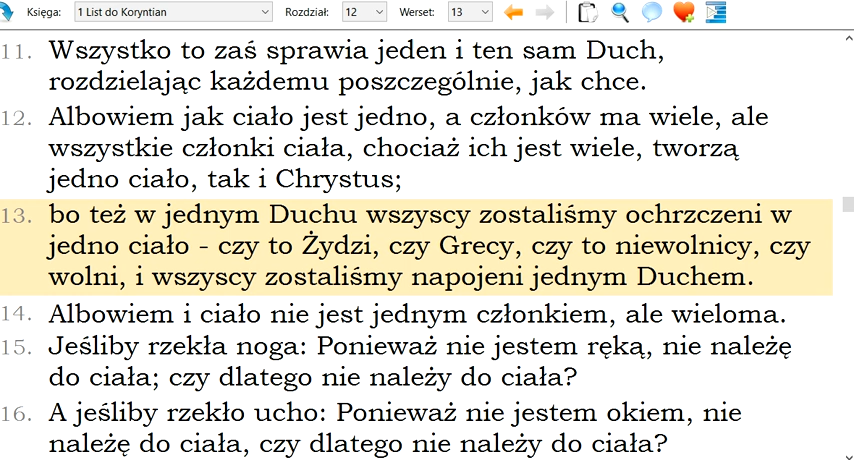 Księga: 1 List do Koryntian Rozdział: 12 Werset: 13
11. Wszystko to zaś sprawia jeden i ten sam Duch,
rozdzielając każdemu poszczególnie, jak chce.
12. Albowiem jak ciało jest jedno, a członków ma wiele, ale
wszystkie członki ciała, chociaż ich jest wiele, tworzą
jedno ciało, tak i Chrystus;
13. bo też w jednym Duchu wszyscy zostaliśmy ochrzczeni w
jedno ciało - czy to Żydzi, czy Grecy, czy to niewolnicy, czy
wolni, i wszyscy zostaliśmy napojeni jednym Duchem.
14. Albowiem i ciało nie jest jednym członkiem, ale wieloma.
15. Jeśliby rzekła noga: Ponieważ nie jestem ręką, nie należę
do ciała; czy dlatego nie należy do ciała?
16. A jeśliby rzekło ucho: Ponieważ nie jestem okiem, nie
należę do ciała, czy dlatego nie należy do ciała?